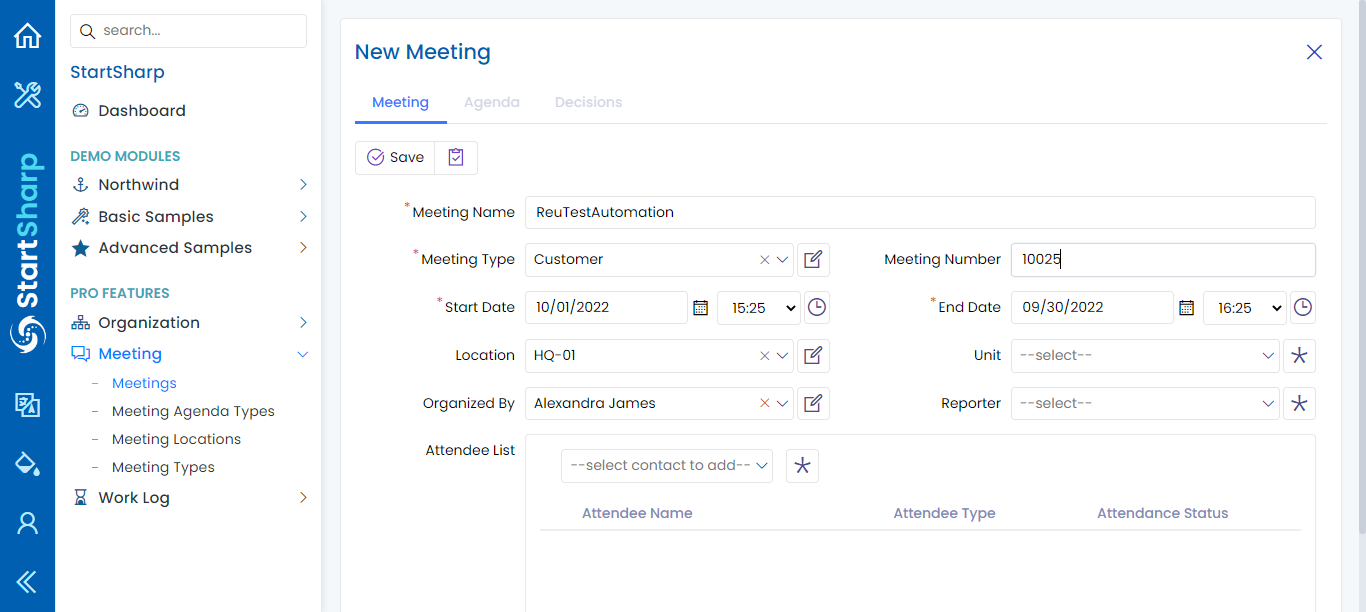 StartSharp
search...
StartSharp
Dashboard
DEMO MODULES
Northwind
Basic Samples
Advanced Samples
PRO FEATURES
Organization
Meeting
- Meetings
- Meeting Agenda Types
- Meeting Locations
- Meeting Types
Work Log
New Meeting
Meeting Agenda Decisions
Save
* Meeting Name ReuTestAutomation
* Meeting Type Customer Meeting Number 10025
* Start Date 10/01/2022 15:25 * End Date 09/30/2022 16:25
Location HQ-01 Unit --select--
Organized By Alexandra James Reporter --select--
Attendee List
--select contact to add--
Attendee Name Attendee Type Attendance Status